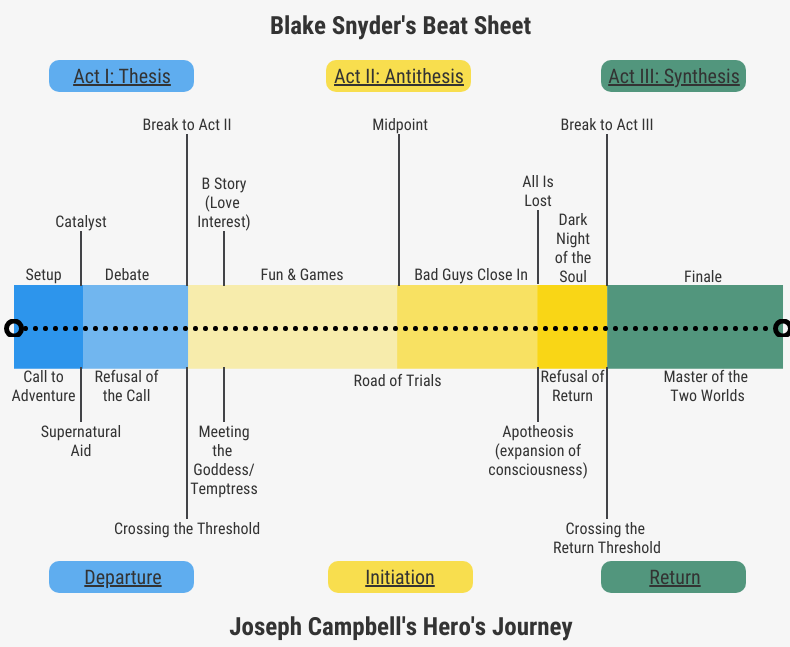 Blake Snyder's Beat Sheet
Act I: Thesis
Act II: Antithesis
Act III: Synthesis
Break to Act II
Midpoint
Break to Act III
B Story
(Love
Interest)
All Is
Lost
Catalyst
Dark
Night
of the
Soul
Setup
Debate
Fun & Games
Bad Guys Close In
Finale
Call to
Adventure
Refusal of
the Call
Road of Trials
Refusal of
Return
Master of the
Two Worlds
Supernatural
Aid
Meeting
the
Goddess/
Temptress
Apotheosis
(expansion of
consciousness)
Crossing the Threshold
Crossing the
Return Threshold
Departure
Initiation
Return
Joseph Campbell's Hero's Journey